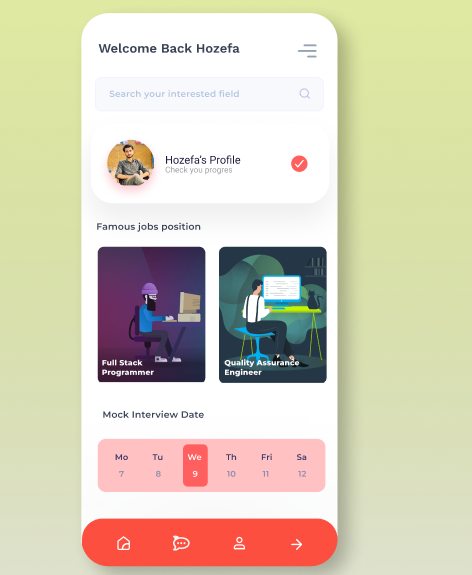 Welcome Back Hozefa
Search your interested field
Hozefa's Profile
Check you progres
Famous jobs position
Full Stack
Programmer
Quality Assurance
Engineer
Mock Interview Date
Mo Tu We Th Fri Sa
7 8 9 10 11 12